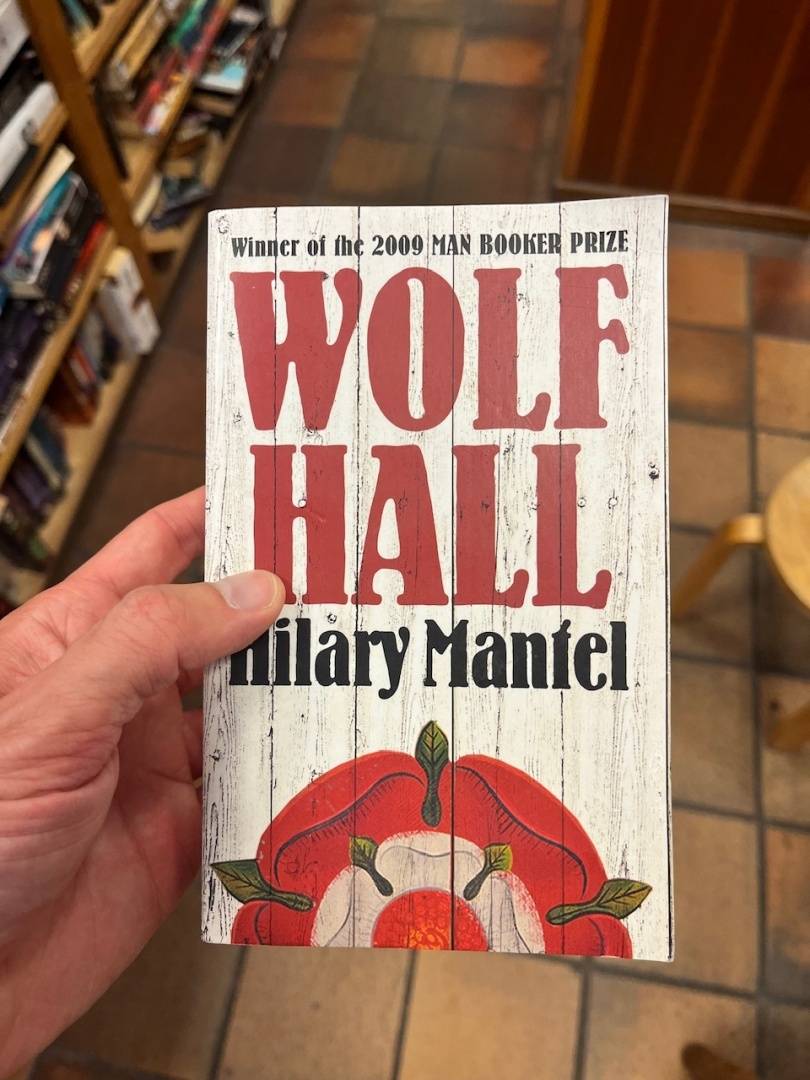 Winner of the 2009 MAN BOOKER PRIZE
WOLF
HALL
Hilary Mantel